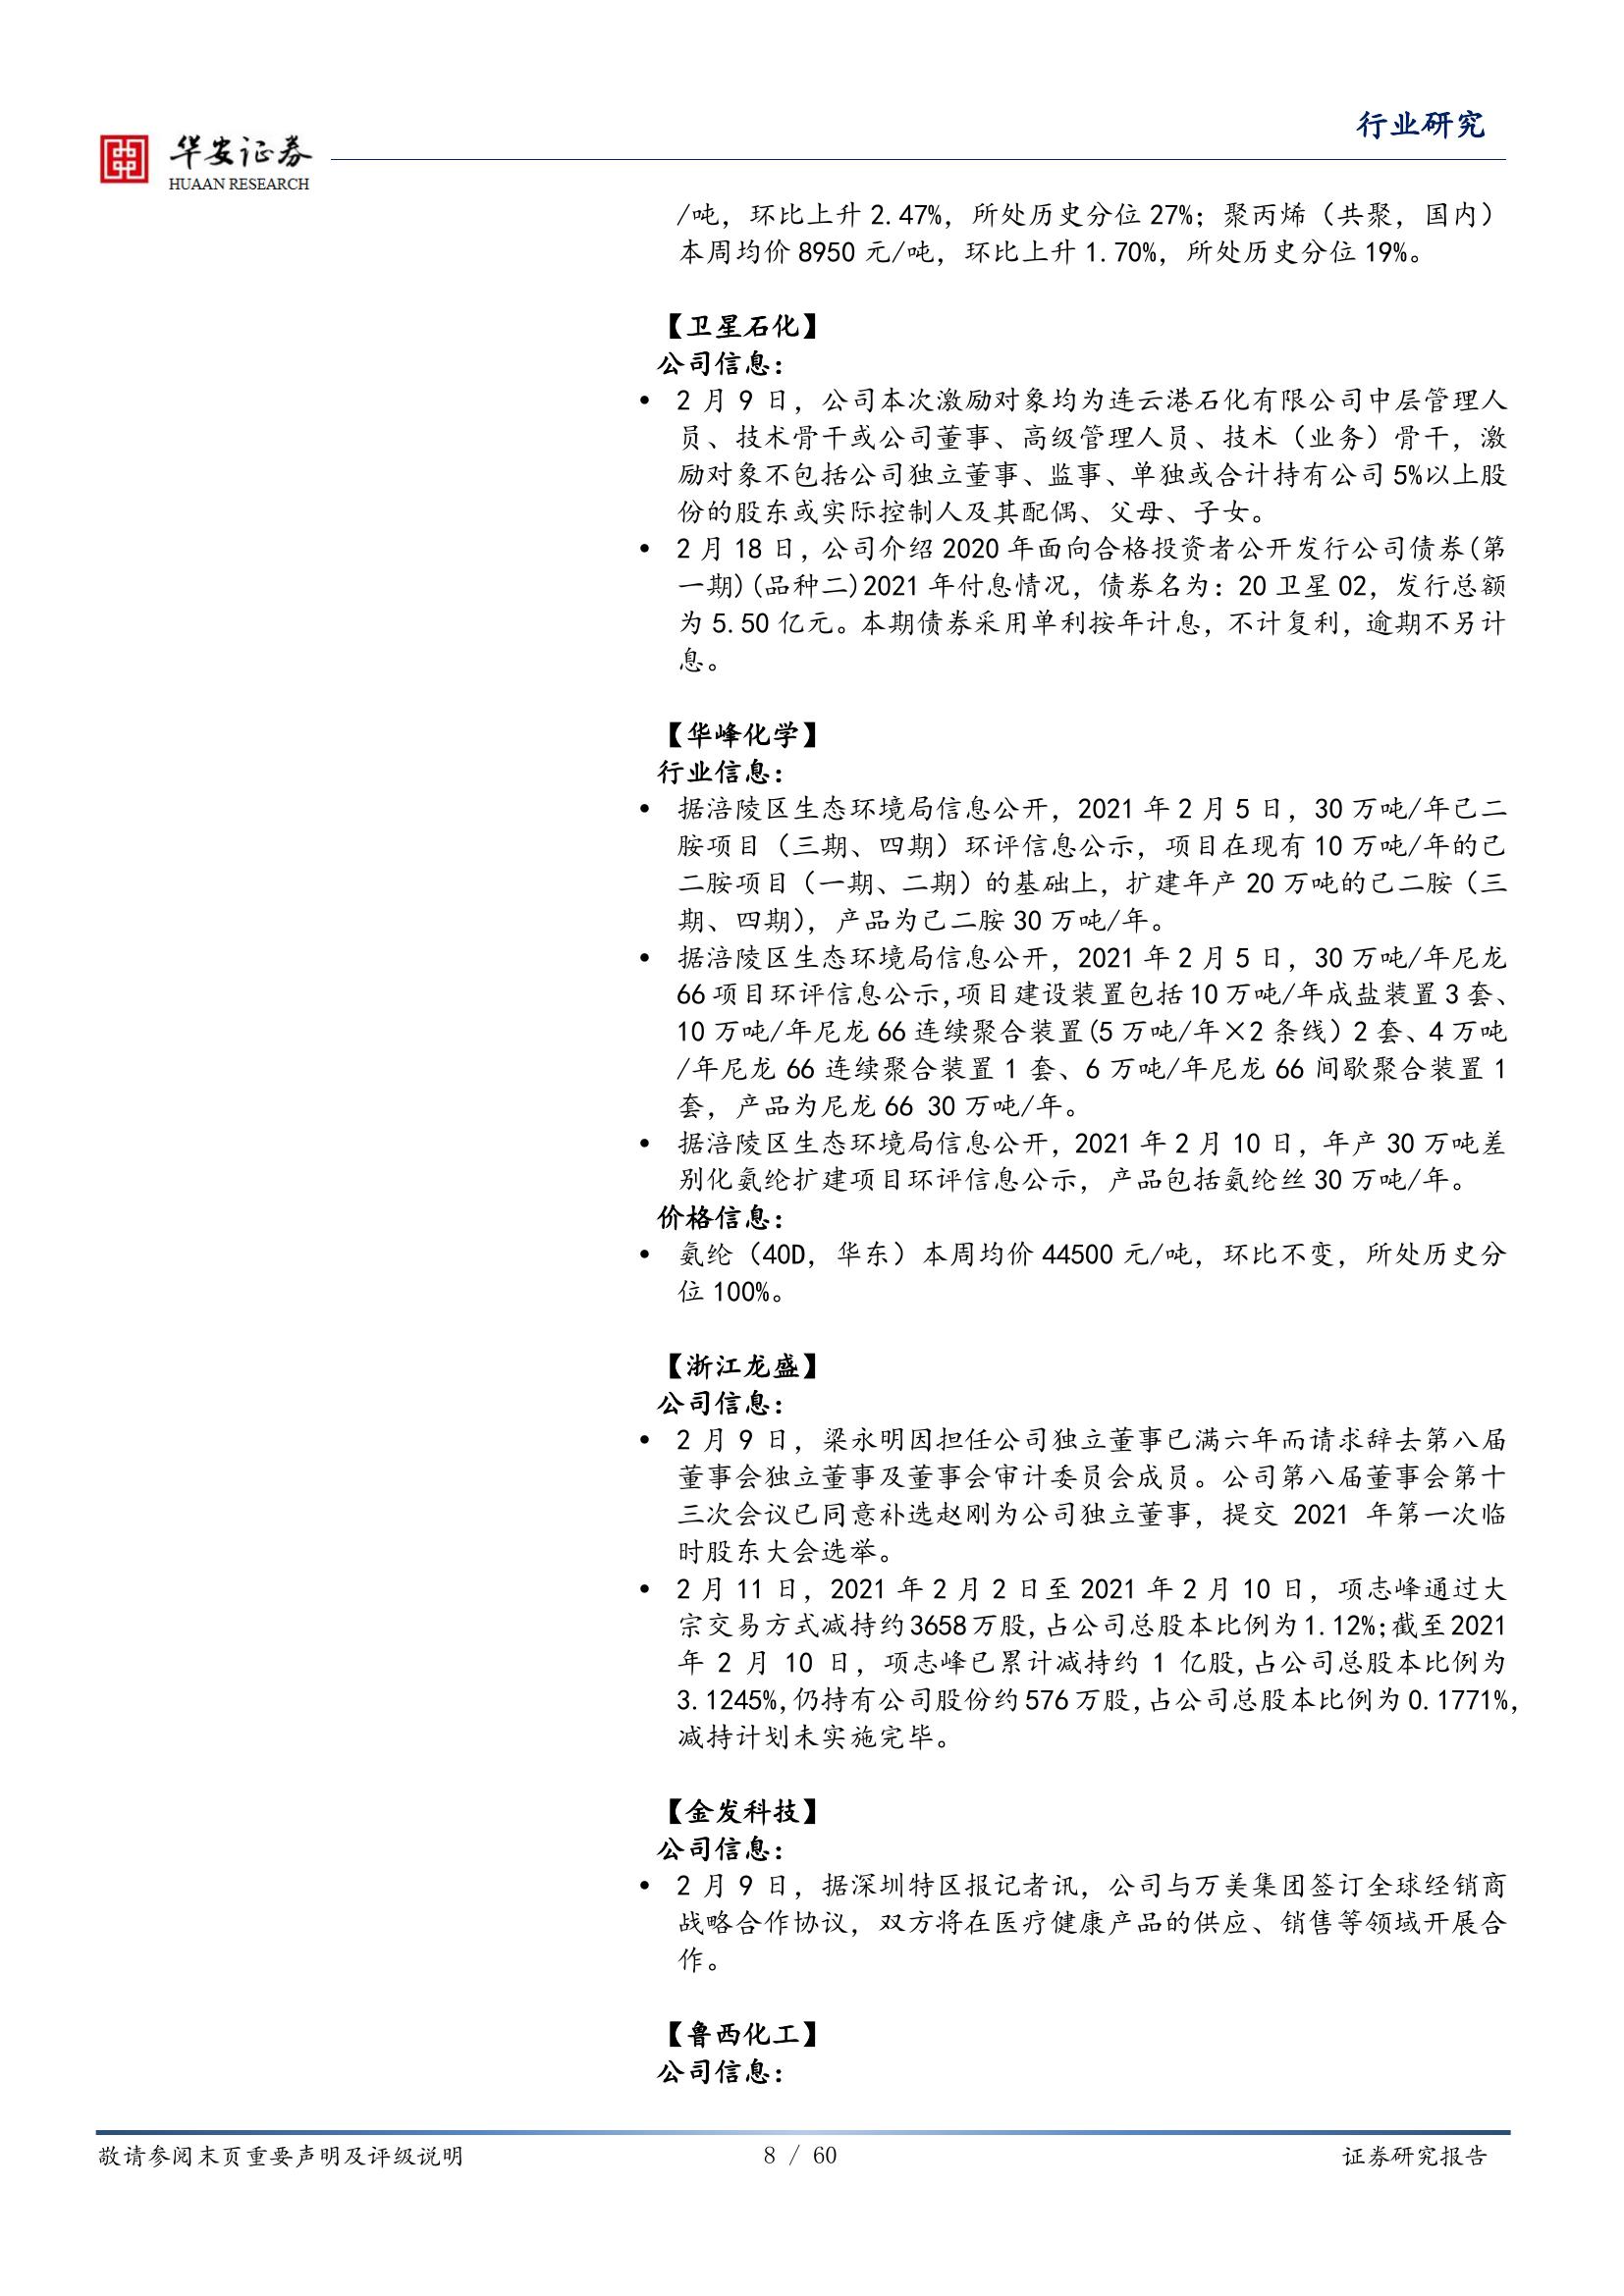 行业研究
华安证券
HUAAN RESEARCH
/吨，环比上升 2.47%，所处历史分位 27%；聚丙烯（共聚，国内）
本周均价 8950 元/吨，环比上升 1.70%，所处历史分位 19%。
【卫星石化】
公司信息：
• 2 月 9 日，公司本次激励对象均为连云港石化有限公司中层管理人
员、技术骨干或公司董事、高级管理人员、技术（业务）骨干，激
励对象不包括公司独立董事、监事、单独或合计持有公司 5%以上股
份的股东或实际控制人及其配偶、父母、子女。
• 2 月 18 日，公司介绍 2020 年面向合格投资者公开发行公司债券(第
一期)(品种二)2021 年付息情况，债券名为：20 卫星 02，发行总额
为 5.50 亿元。本期债券采用单利按年计息，不计复利，逾期不另计
息。
【华峰化学】
行业信息：
• 据涪陵区生态环境局信息公开，2021 年 2 月 5 日，30 万吨/年己二
胺项目（三期、四期）环评信息公示，项目在现有 10 万吨/年的己
二胺项目（一期、二期）的基础上，扩建年产 20 万吨的己二胺（三
期、四期），产品为己二胺 30 万吨/年。
• 据涪陵区生态环境局信息公开，2021 年 2 月 5 日，30 万吨/年尼龙
66 项目环评信息公示,项目建设装置包括 10 万吨/年成盐装置 3 套、
10 万吨/年尼龙 66 连续聚合装置(5 万吨/年×2 条线）2 套、4 万吨
/年尼龙 66 连续聚合装置 1 套、6 万吨/年尼龙 66 间歇聚合装置 1
套，产品为尼龙 66 30 万吨/年。
• 据涪陵区生态环境局信息公开，2021 年 2 月 10 日，年产 30 万吨差
别化氨纶扩建项目环评信息公示，产品包括氨纶丝 30 万吨/年。
价格信息：
• 氨纶（40D，华东）本周均价 44500 元/吨，环比不变，所处历史分
位 100%。
【浙江龙盛】
公司信息：
• 2 月 9 日，梁永明因担任公司独立董事已满六年而请求辞去第八届
董事会独立董事及董事会审计委员会成员。公司第八届董事会第十
三次会议已同意补选赵刚为公司独立董事，提交 2021 年第一次临
时股东大会选举。
• 2 月 11 日，2021 年 2 月 2 日至 2021 年 2 月 10 日，项志峰通过大
宗交易方式减持约 3658 万股,占公司总股本比例为 1.12%;截至 2021
年 2 月 10 日，项志峰已累计减持约 1 亿股,占公司总股本比例为
3.1245%,仍持有公司股份约 576 万股,占公司总股本比例为 0.1771%,
减持计划未实施完毕。
【金发科技】
公司信息：
• 2 月 9 日，据深圳特区报记者讯，公司与万美集团签订全球经销商
战略合作协议，双方将在医疗健康产品的供应、销售等领域开展合
作。
【鲁西化工】
公司信息：
敬请参阅末页重要声明及评级说明
8 / 60
证券研究报告